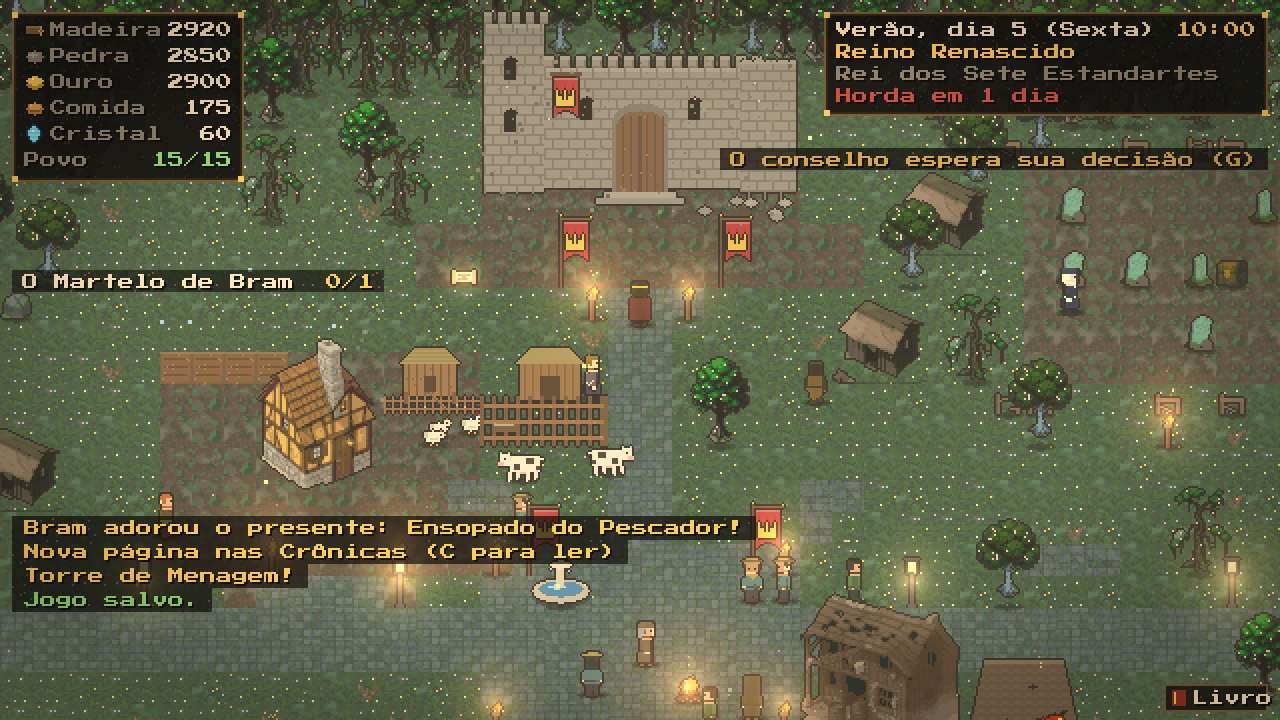 Madeira 2920
Pedra 2850
Ouro 2900
Comida 175
Cristal 60
Povo 15/15
Verão, dia 5 (Sexta) 10:00
Reino Renascido
Rei dos Sete Estandartes
Horda em 1 dia
O conselho espera sua decisão (G)
O Martelo de Bram 0/1
Bram adorou o presente: Ensopado do Pescador!
Nova página nas Crônicas (C para ler)
Torre de Menagem!
Jogo salvo.
Livro